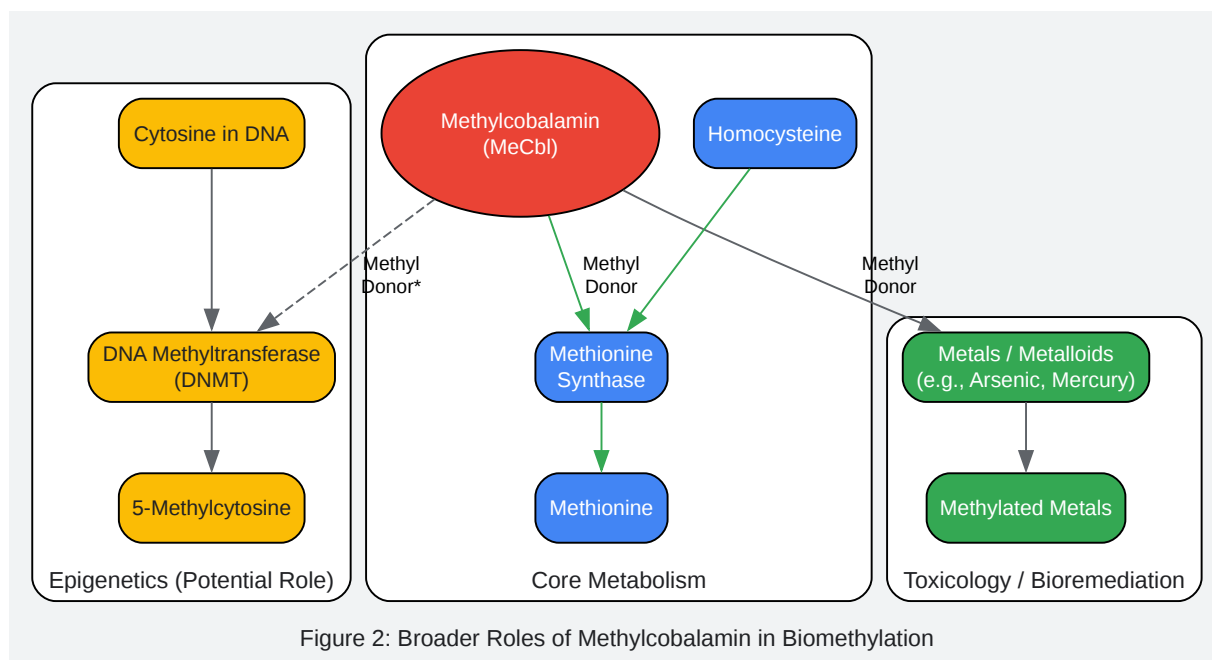 Cytosine in DNA
Methyl
Donor*
DNA Methyltransferase
(DNMT)
5-Methylcytosine
Epigenetics (Potential Role)
Methylcobalamin
(MeCbl)
Homocysteine
Methyl
Donor
Methionine
Synthase
Methionine
Core Metabolism
Methyl
Donor
Metals / Metalloids
(e.g., Arsenic, Mercury)
Methylated Metals
Toxicology / Bioremediation
Figure 2: Broader Roles of Methylcobalamin in Biomethylation